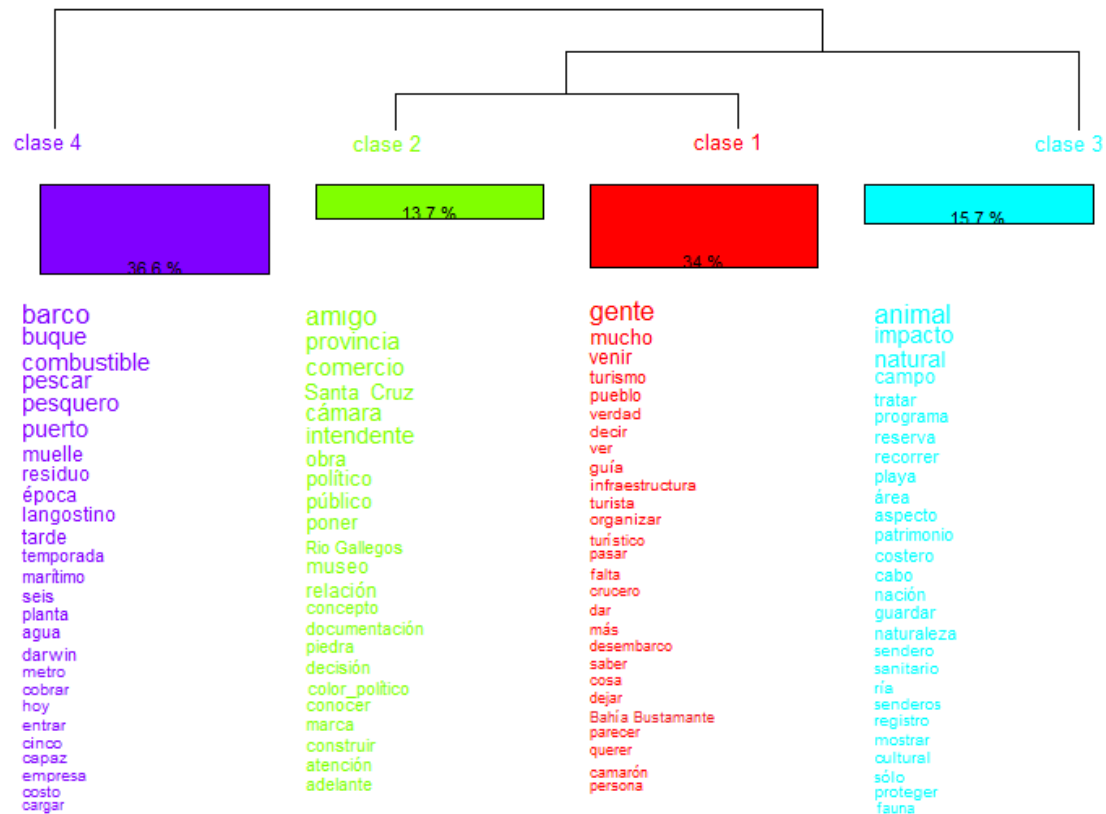 clase 4
clase 2
clase 1
clase 3
36.6 %
13.7 %
34 %
15.7 %
barco
buque
combustible
pescar
pesquero
puerto
muelle
residuo
época
langostino
tarde
temporada
marítimo
seis
planta
agua
darwin
metro
cobrar
hoy
entrar
cinco
capaz
empresa
costo
cargar
amigo
provincia
comercio
Santa Cruz
cámara
intendente
obra
político
público
poner
Rio Gallegos
museo
relación
concepto
documentación
piedra
decisión
color_político
conocer
marca
construir
atención
adelante
gente
mucho
venir
turismo
pueblo
verdad
decir
ver
guía
infraestructura
turista
organizar
turístico
pasar
falta
crucero
dar
más
desembarco
saber
cosa
dejar
Bahía Bustamante
parecer
querer
camarón
persona
animal
impacto
natural
campo
tratar
programa
reserva
recorrer
playa
área
aspecto
patrimonio
costero
cabo
nación
guardar
naturaleza
sendero
sanitario
ría
senderos
registro
mostrar
cultural
sólo
proteger
fauna